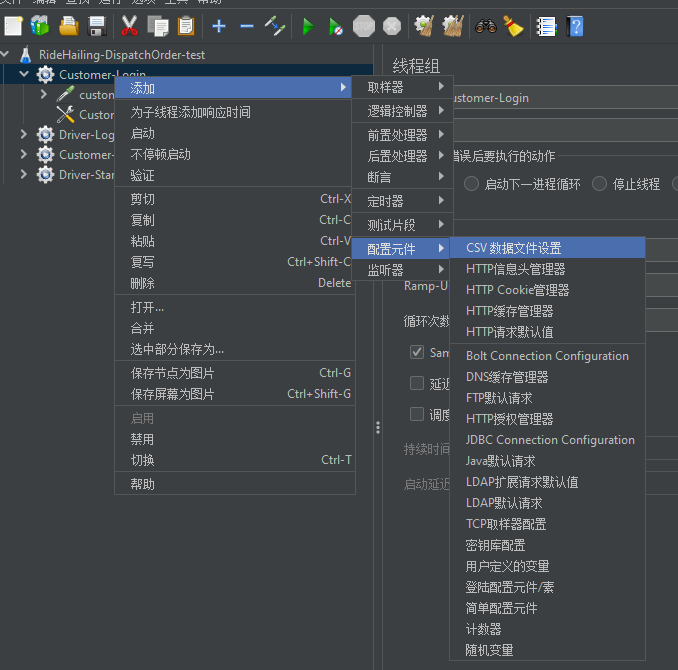 文件 编辑 查找 运行 选项 工具 帮助
RideHailing-DispatchOrder-test
Customer-Login
custom
Custor
Driver-Log
Customer-
Driver-Star
添加
为子线程添加响应时间
启动
不停顿启动
验证
剪切 Ctrl-X
复制 Ctrl-C
粘贴 Ctrl-V
复写 Ctrl+Shift-C
删除 Delete
打开...
合并
选中部分保存为...
保存节点为图片 Ctrl-G
保存屏幕为图片 Ctrl+Shift-G
启用
禁用
切换 Ctrl-T
帮助
取样器
逻辑控制器
前置处理器
后置处理器
断言
定时器
测试片段
配置元件
监听器
CSV 数据文件设置
HTTP信息头管理器
HTTP Cookie管理器
HTTP缓存管理器
HTTP请求默认值
Bolt Connection Configuration
DNS缓存管理器
FTP默认请求
HTTP授权管理器
JDBC Connection Configuration
Java默认请求
LDAP扩展请求默认值
LDAP默认请求
TCP取样器配置
密钥库配置
用户定义的变量
登陆配置元件/素
简单配置元件
计数器
随机变量
线程组
ustomer-Login
错误后要执行的动作
启动下一进程循环 停止线程
Ramp-U
循环次数
Sam
延迟
调度
持续时间
启动延迟